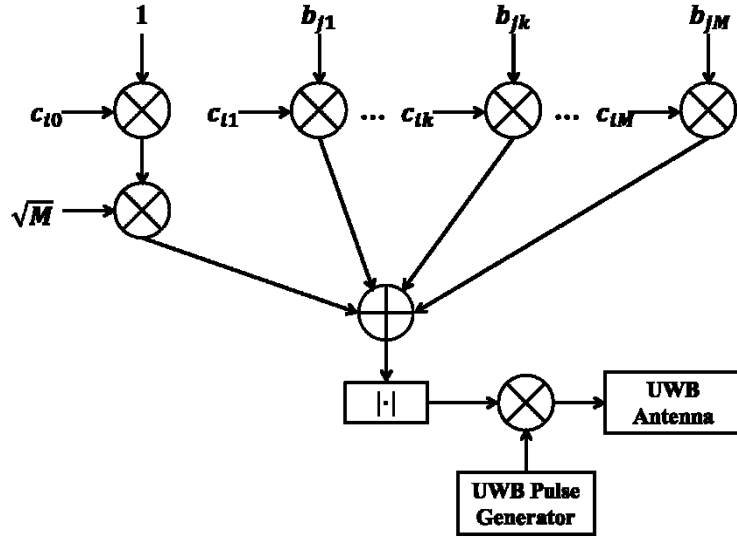 1 b_{j1} b_{jk} b_{jM}
c_{i0} c_{i1} ... c_{ik} ... c_{iM}
√M
|·|
UWB
Antenna
UWB Pulse
Generator